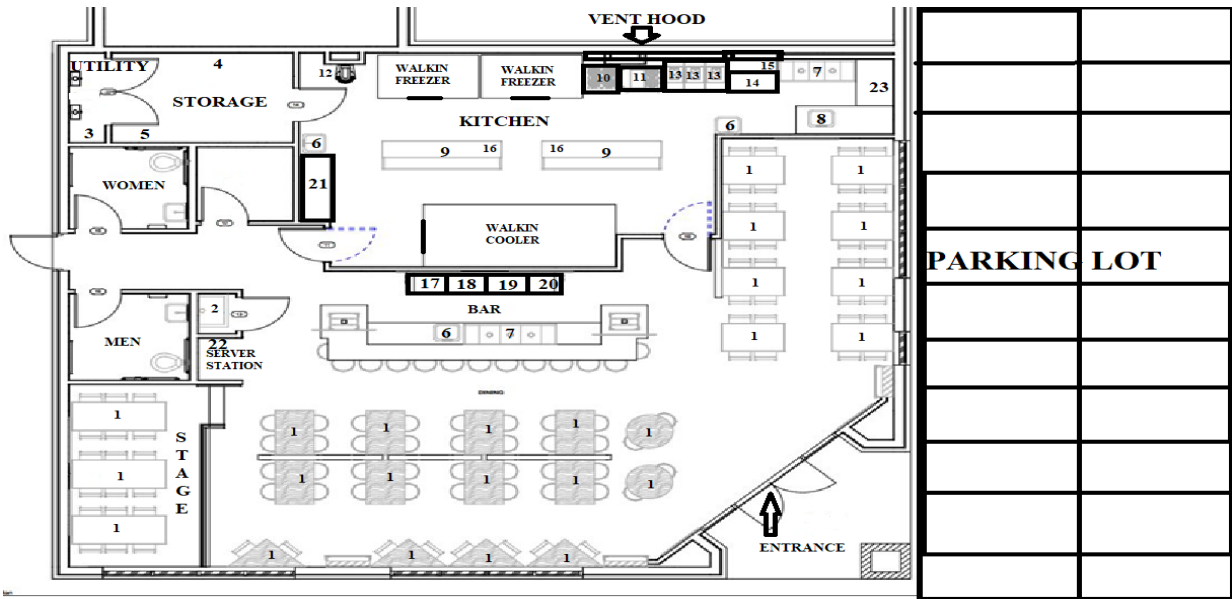 VENT HOOD
UTILITY
4
STORAGE
3
5
12
WALKIN
FREEZER
WALKIN
FREEZER
10
11
13
13
13
15
14
7
23
8
KITCHEN
6
6
9
16
16
9
21
WOMEN
WALKIN
COOLER
1
1
1
1
1
1
1
1
PARKING LOT
17
18
19
20
BAR
6
7
MEN
2
22
SERVER
STATION
DINING
1
1
1
STAGE
1
1
1
1
1
1
1
1
1
1
1
1
1
1
ENTRANCE